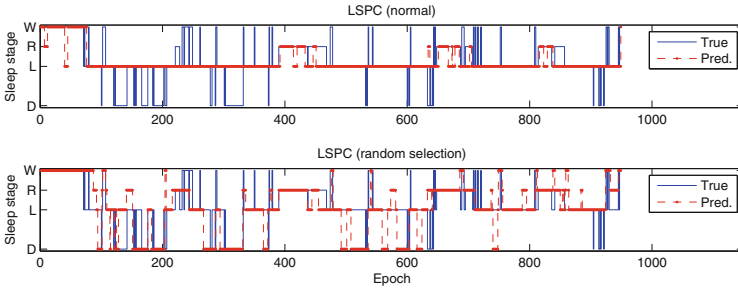 LSPC (normal)
W
R
L
D
Sleep stage
True
Pred.
0
200
400
600
800
1000
LSPC (random selection)
W
R
L
D
Sleep stage
True
Pred.
0
200
400
600
800
1000
Epoch